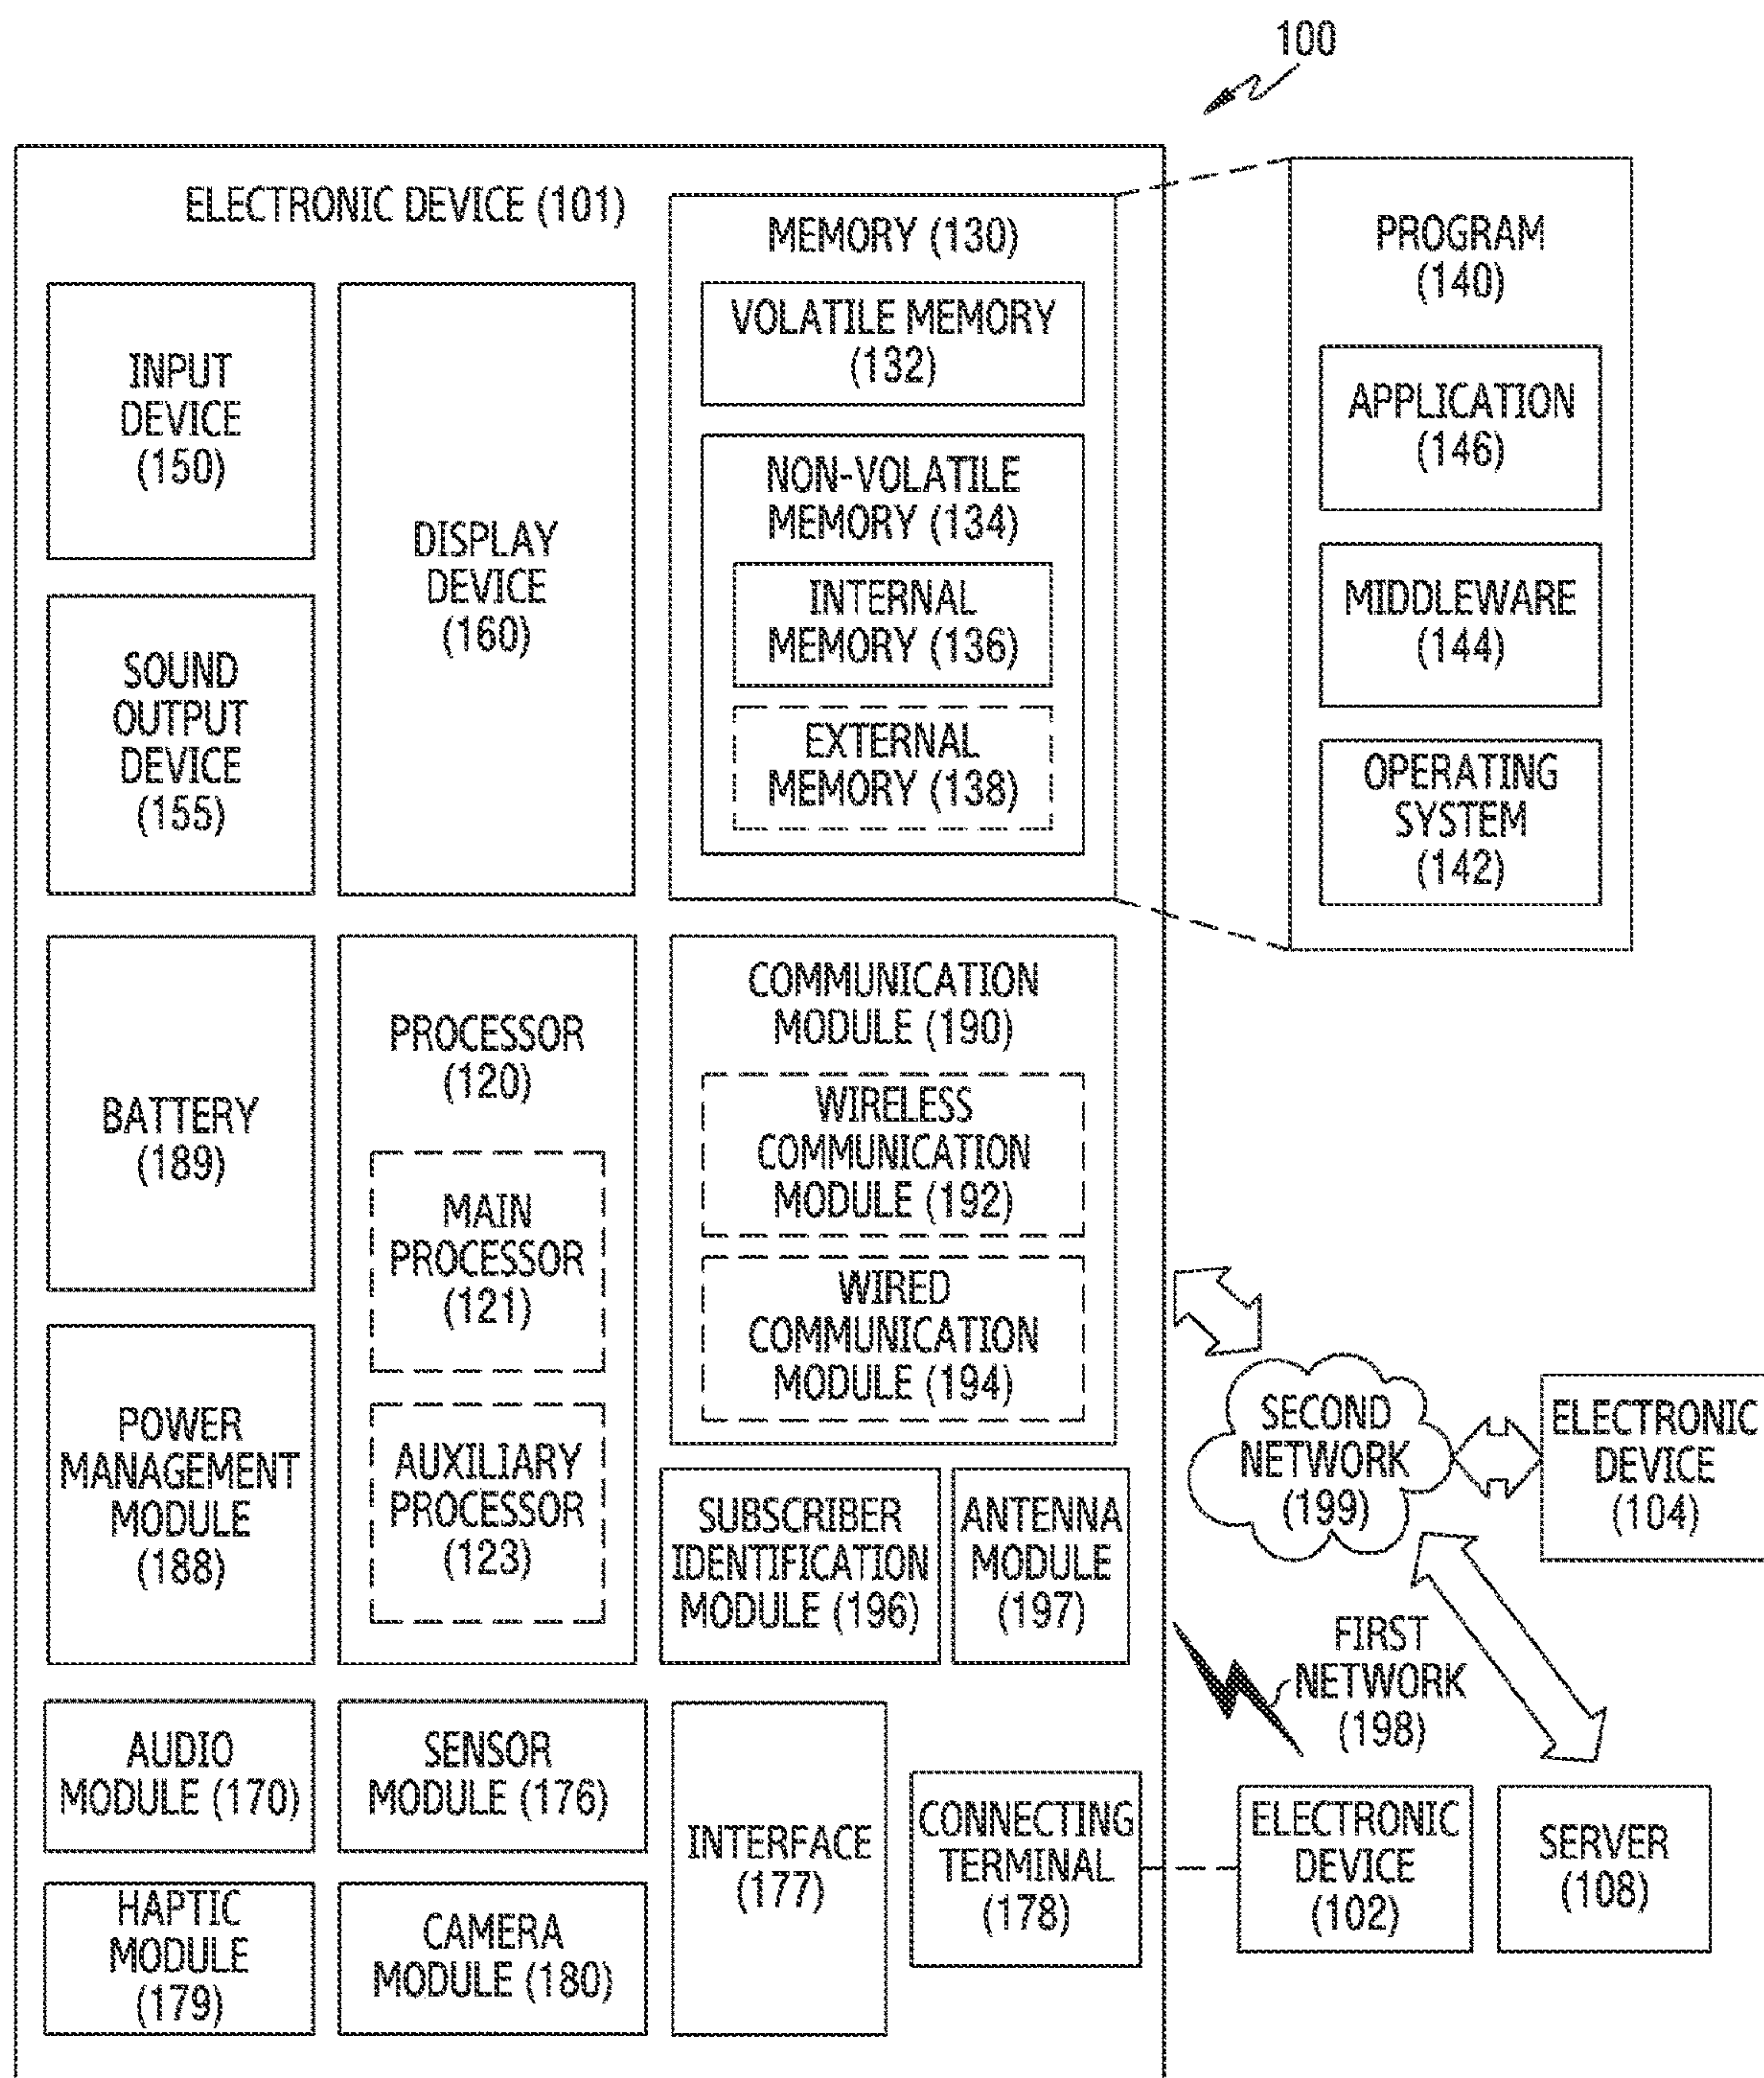 100
ELECTRONIC DEVICE (101)
INPUT
DEVICE
(150)
SOUND
OUTPUT
DEVICE
(155)
DISPLAY
DEVICE
(160)
MEMORY (130)
VOLATILE MEMORY
(132)
NON-VOLATILE
MEMORY (134)
INTERNAL
MEMORY (136)
EXTERNAL
MEMORY (138)
PROGRAM
(140)
APPLICATION
(146)
MIDDLEWARE
(144)
OPERATING
SYSTEM
(142)
BATTERY
(189)
POWER
MANAGEMENT
MODULE
(188)
PROCESSOR
(120)
MAIN
PROCESSOR
(121)
AUXILIARY
PROCESSOR
(123)
COMMUNICATION
MODULE (190)
WIRELESS
COMMUNICATION
MODULE (192)
WIRED
COMMUNICATION
MODULE (194)
SUBSCRIBER
IDENTIFICATION
MODULE (196)
ANTENNA
MODULE
(197)
SECOND
NETWORK
(199)
ELECTRONIC
DEVICE
(104)
FIRST
NETWORK
(198)
AUDIO
MODULE (170)
SENSOR
MODULE (176)
HAPTIC
MODULE
(179)
CAMERA
MODULE (180)
INTERFACE
(177)
CONNECTING
TERMINAL
(178)
ELECTRONIC
DEVICE
(102)
SERVER
(108)